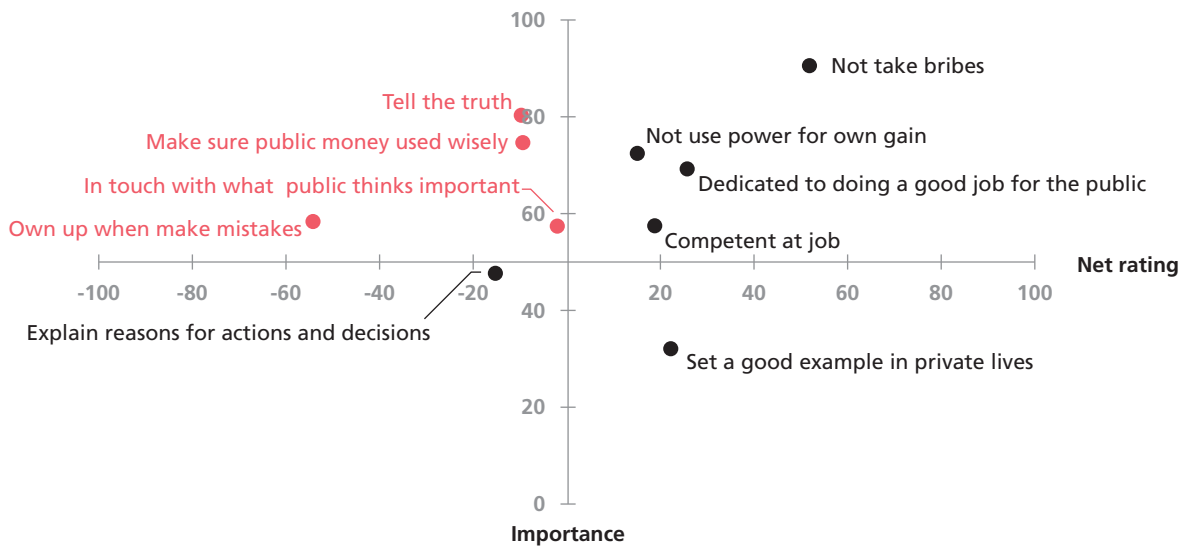 100
Not take bribes
Tell the truth
80
Not use power for own gain
Make sure public money used wisely
In touch with what public thinks important
Dedicated to doing a good job for the public
60
Own up when make mistakes
Competent at job
Net rating
-100 -80 -60 -40 -20 20 40 60 80 100
40
Explain reasons for actions and decisions
Set a good example in private lives
20
0
Importance